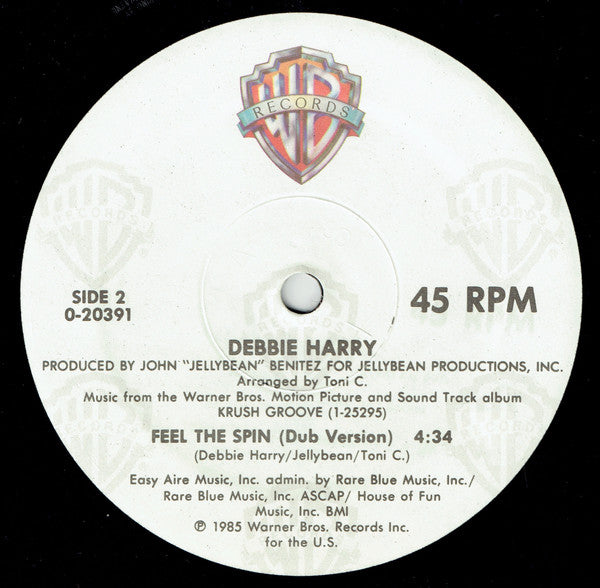 WB
RECORDS
SIDE 2
0-20391
45 RPM
DEBBIE HARRY
PRODUCED BY JOHN "JELLYBEAN" BENITEZ FOR JELLYBEAN PRODUCTIONS, INC.
Arranged by Toni C.
Music from the Warner Bros. Motion Picture and Sound Track album
KRUSH GROOVE (1-25295)
FEEL THE SPIN (Dub Version) 4:34
(Debbie Harry/Jellybean/Toni C.)
Easy Aire Music, Inc. admin. by Rare Blue Music, Inc./
Rare Blue Music, Inc. ASCAP/ House of Fun
Music, Inc. BMI
℗ 1985 Warner Bros. Records Inc.
for the U.S.